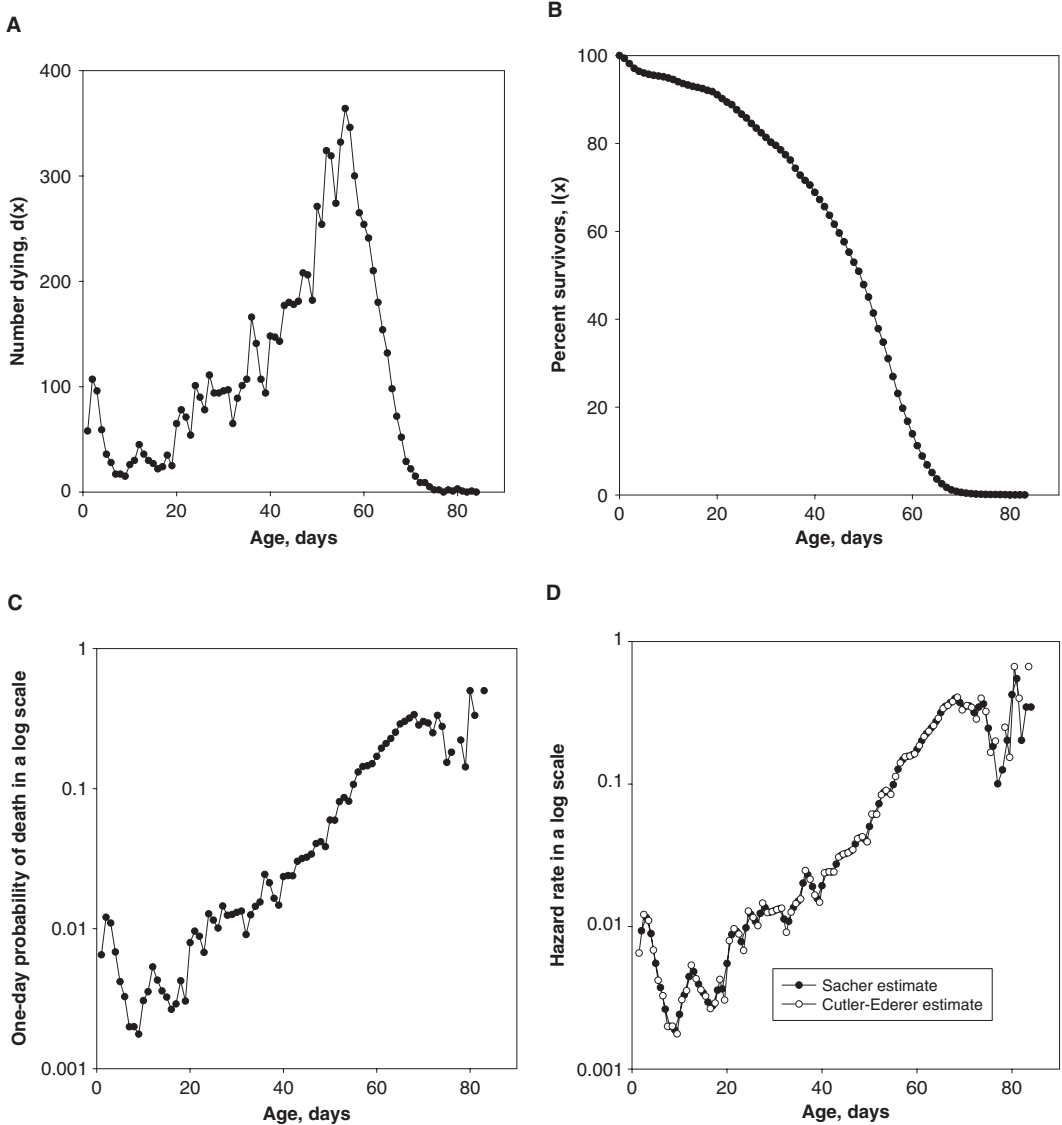 A
400
300
200
100
0
Number dying, d(x)
0 20 40 60 80
Age, days
B
100
80
60
40
20
0
Percent survivors, l(x)
0 20 40 60 80
Age, days
C
1
0.1
0.01
0.001
One-day probability of death in a log scale
0 20 40 60 80
Age, days
D
1
0.1
0.01
0.001
Hazard rate in a log scale
Sacher estimate
Cutler-Ederer estimate
0 20 40 60 80
Age, days